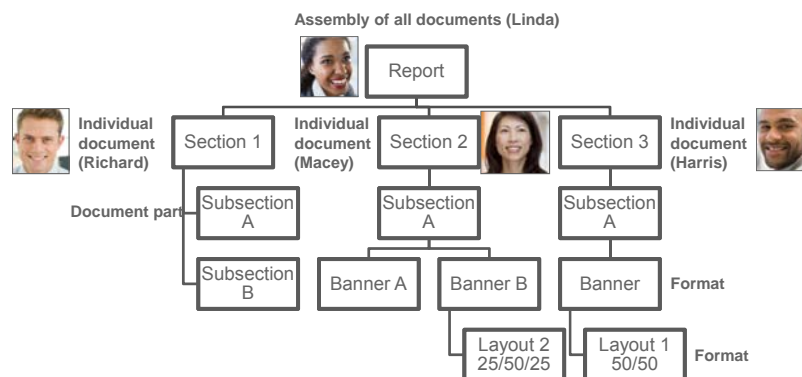 Assembly of all documents (Linda)
Report
Individual
document
(Richard)
Section 1
Individual
document
(Macey)
Section 2
Section 3
Individual
document
(Harris)
Document part
Subsection
A
Subsection
A
Subsection
A
Subsection
B
Banner A
Banner B
Banner
Format
Layout 2
25/50/25
Layout 1
50/50
Format